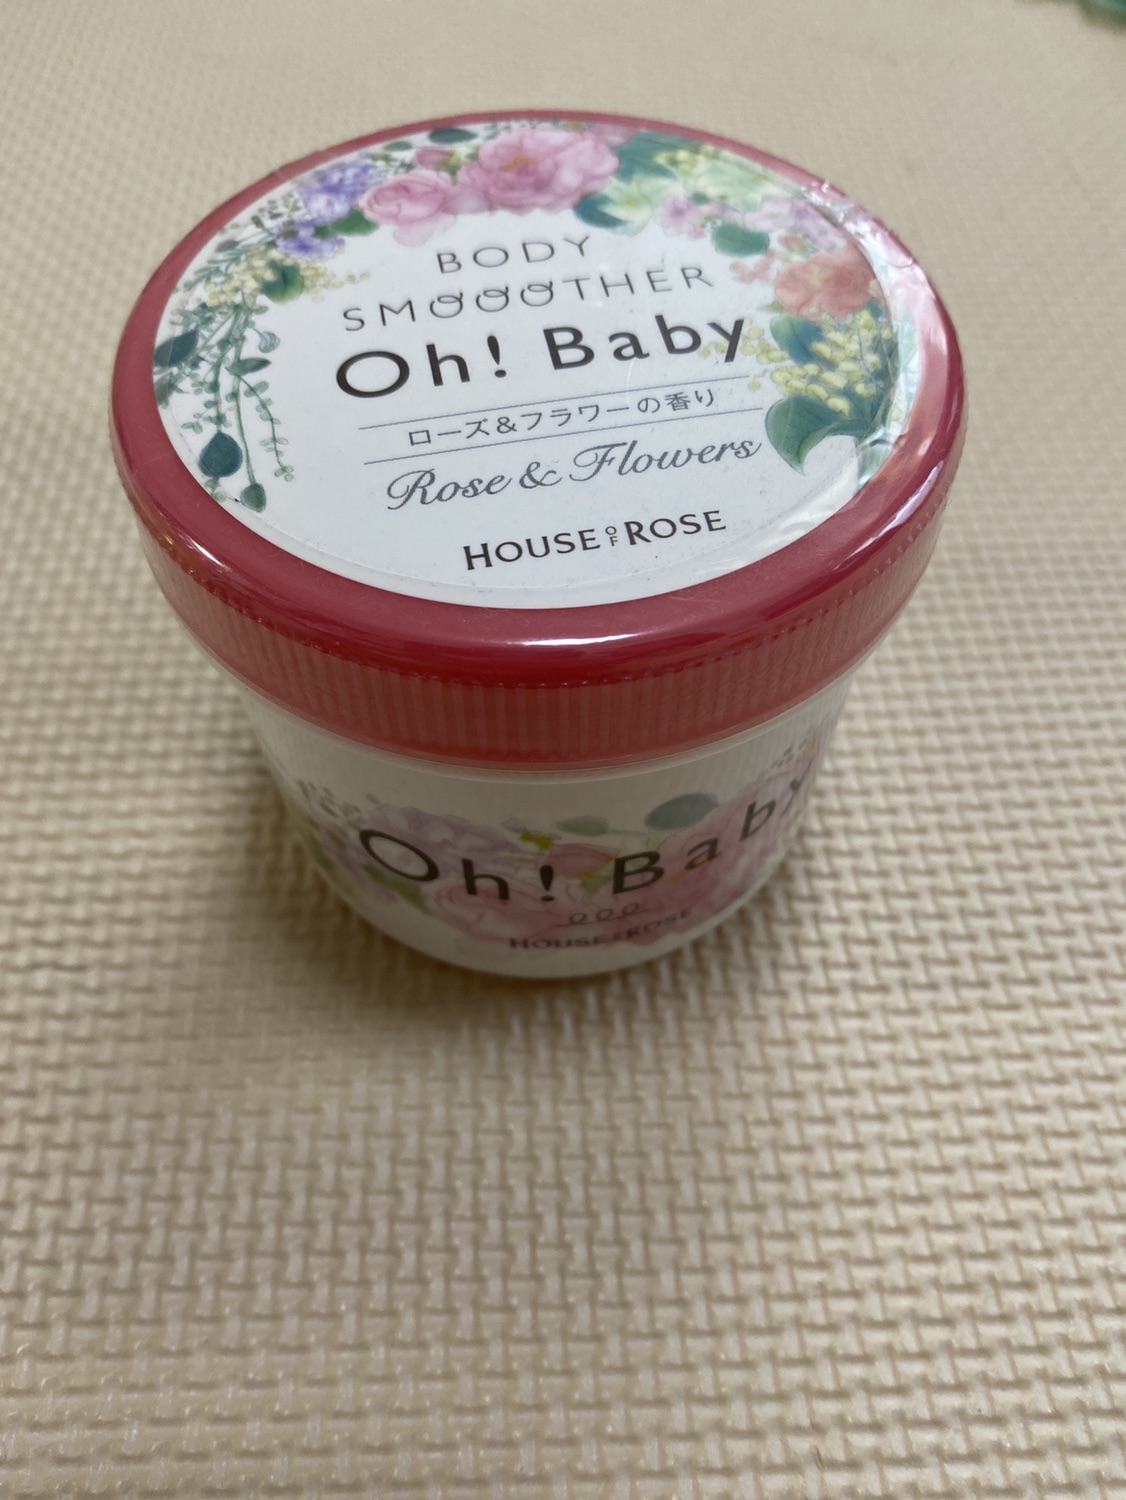 BODY
SMOOOTHER
Oh! Baby
ローズ&フラワーの香り
Rose & Flowers
HOUSE OF ROSE
Oh! Baby
HOUSE OF ROSE